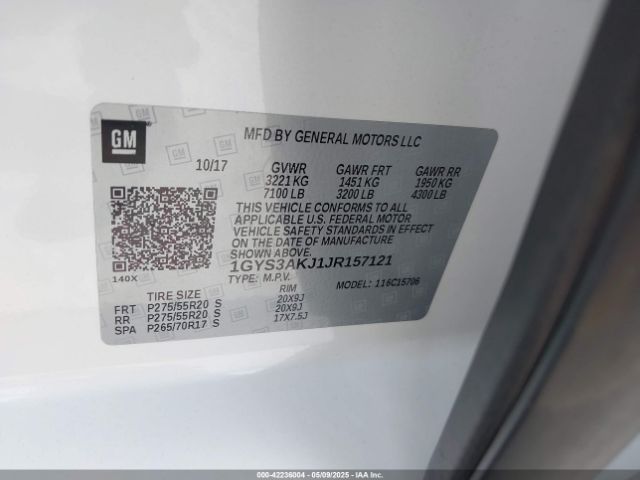 GM
MFD BY GENERAL MOTORS LLC
10/17 GVWR GAWR FRT GAWR RR
3221 KG 1451 KG 1950 KG
7100 LB 3200 LB 4300 LB
THIS VEHICLE CONFORMS TO ALL
APPLICABLE U.S. FEDERAL MOTOR
VEHICLE SAFETY STANDARDS IN EFFECT
ON THE DATE OF MANUFACTURE
SHOWN ABOVE.
1GYS3AKJ1JR157121
140X TYPE: M.P.V. MODEL: 116C15706
TIRE SIZE RIM
FRT P275/55R20 S 20X9J
RR P275/55R20 S 20X9J
SPA P265/70R17 S 17X7.5J
000-42236004 - 05/09/2025 - IAAI.COM